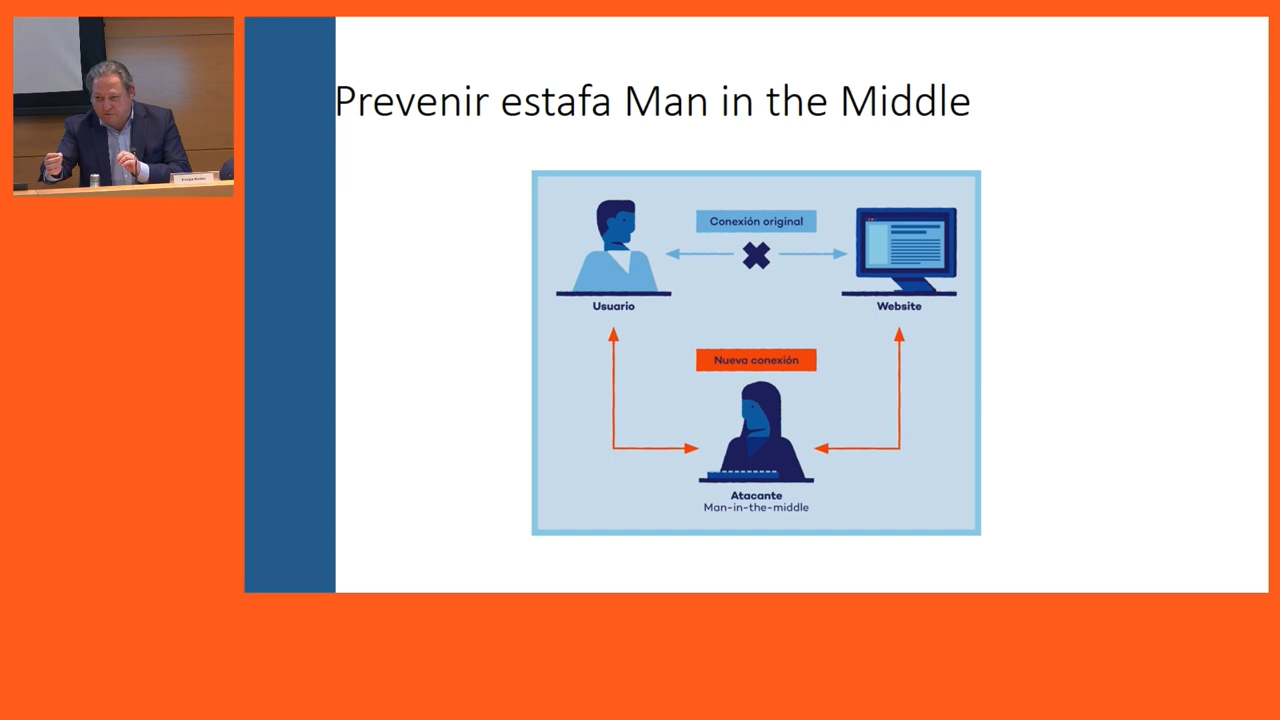 Prevenir estafa Man in the Middle
Conexión original
Usuario
Website
Nueva conexión
Atacante
Man-in-the-middle